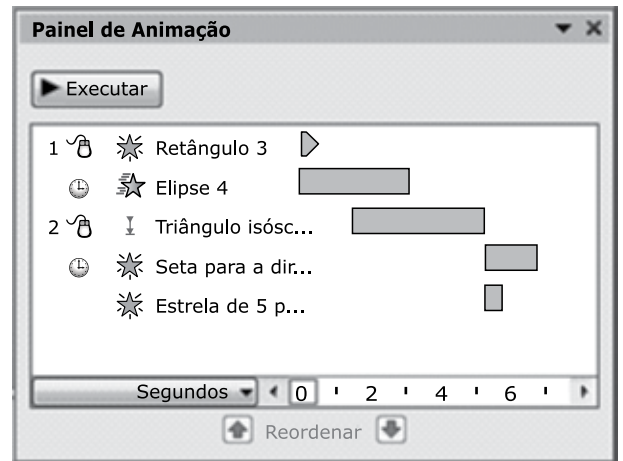 Painel de Animação
Executar
1 Retângulo 3
Elipse 4
2 Triângulo isósc...
Seta para a dir...
Estrela de 5 p...
Segundos 0 2 4 6
Reordenar